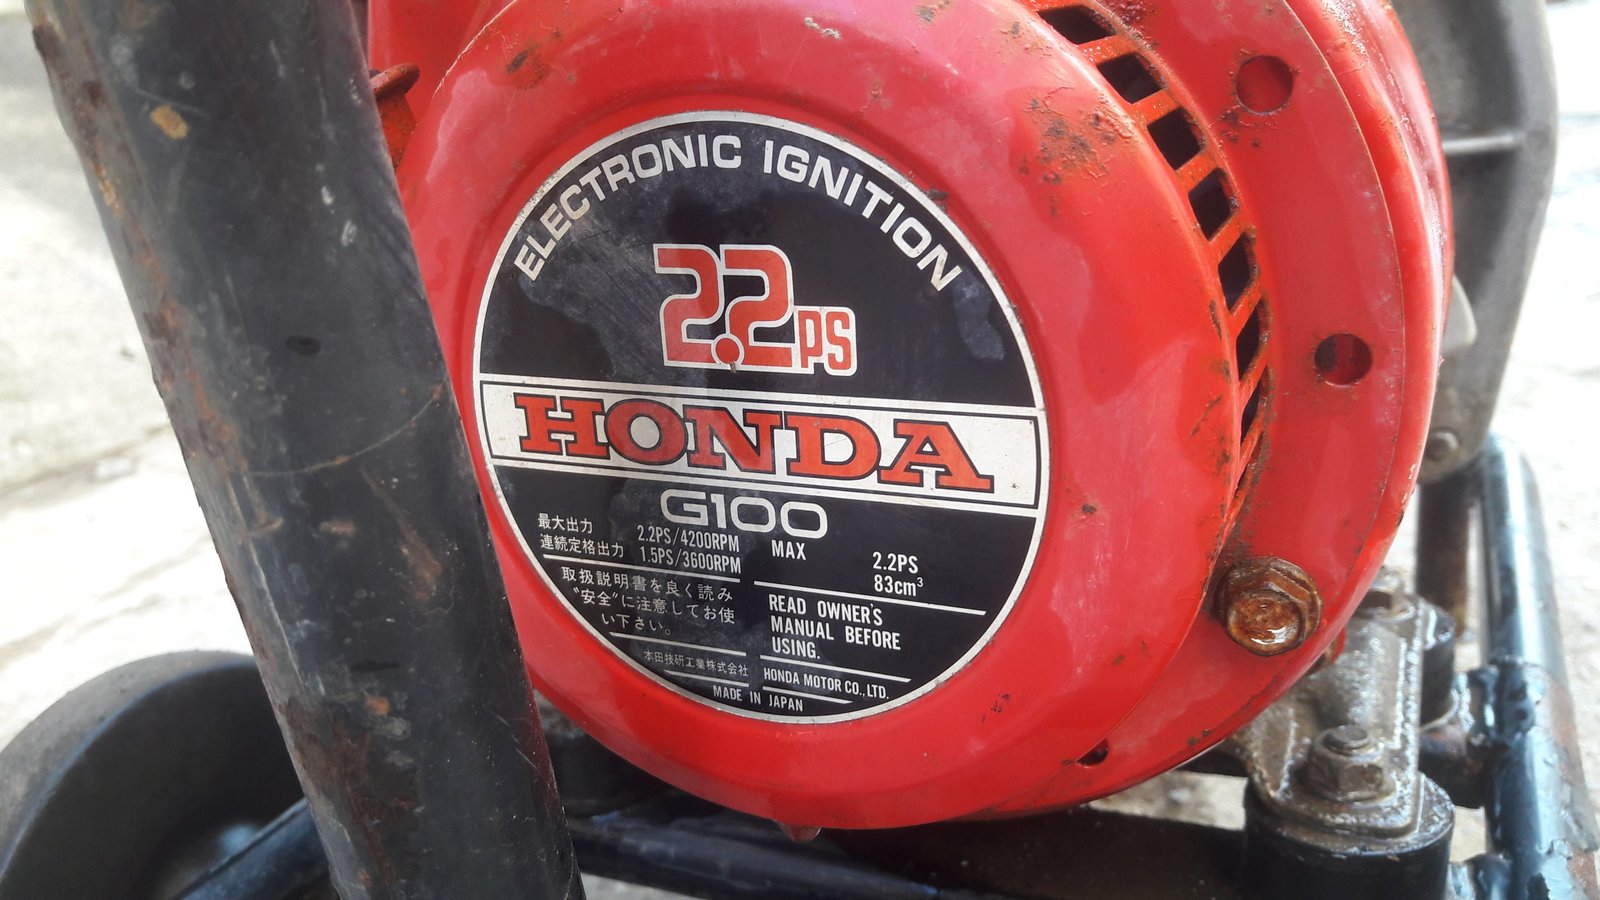 ELECTRONIC IGNITION
2.2PS
HONDA
G100
最大出力 2.2PS/4200RPM
連続定格出力 1.5PS/3600RPM
取扱説明書を良く読み
"安全"に注意してお使
い下さい。
本田技研工業株式会社
MAX 2.2PS
83cm³
READ OWNER'S
MANUAL BEFORE
USING.
HONDA MOTOR CO., LTD.
MADE IN JAPAN